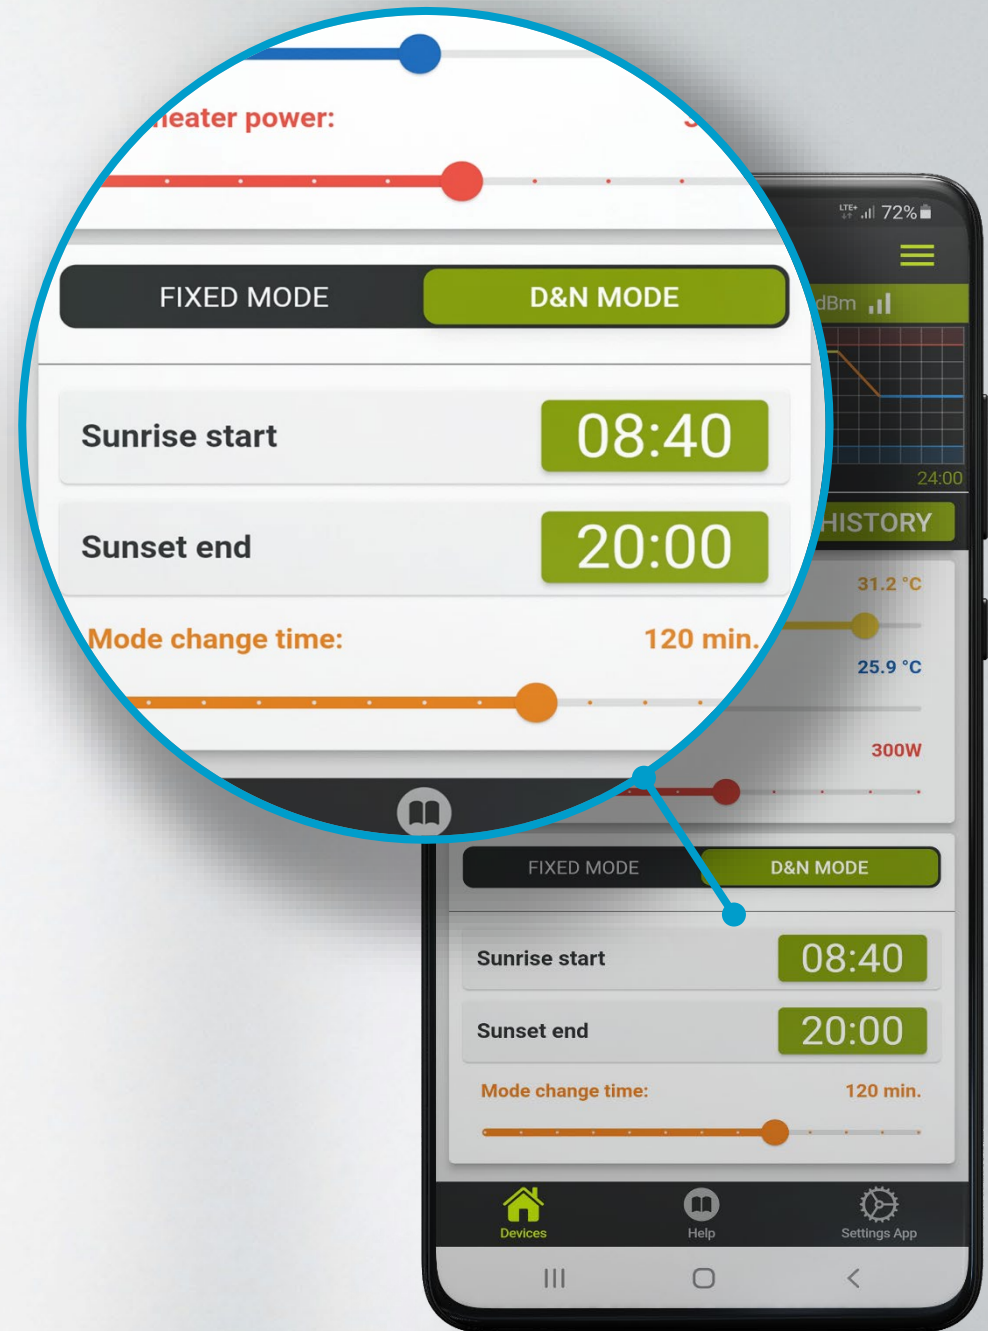 heater power:
FIXED MODE
D&N MODE
Sunrise start
08:40
Sunset end
20:00
Mode change time:
120 min.
LTE+
72%
dBm
24:00
HISTORY
31.2 °C
25.9 °C
300W
FIXED MODE
D&N MODE
Sunrise start
08:40
Sunset end
20:00
Mode change time:
120 min.
Devices
Help
Settings App